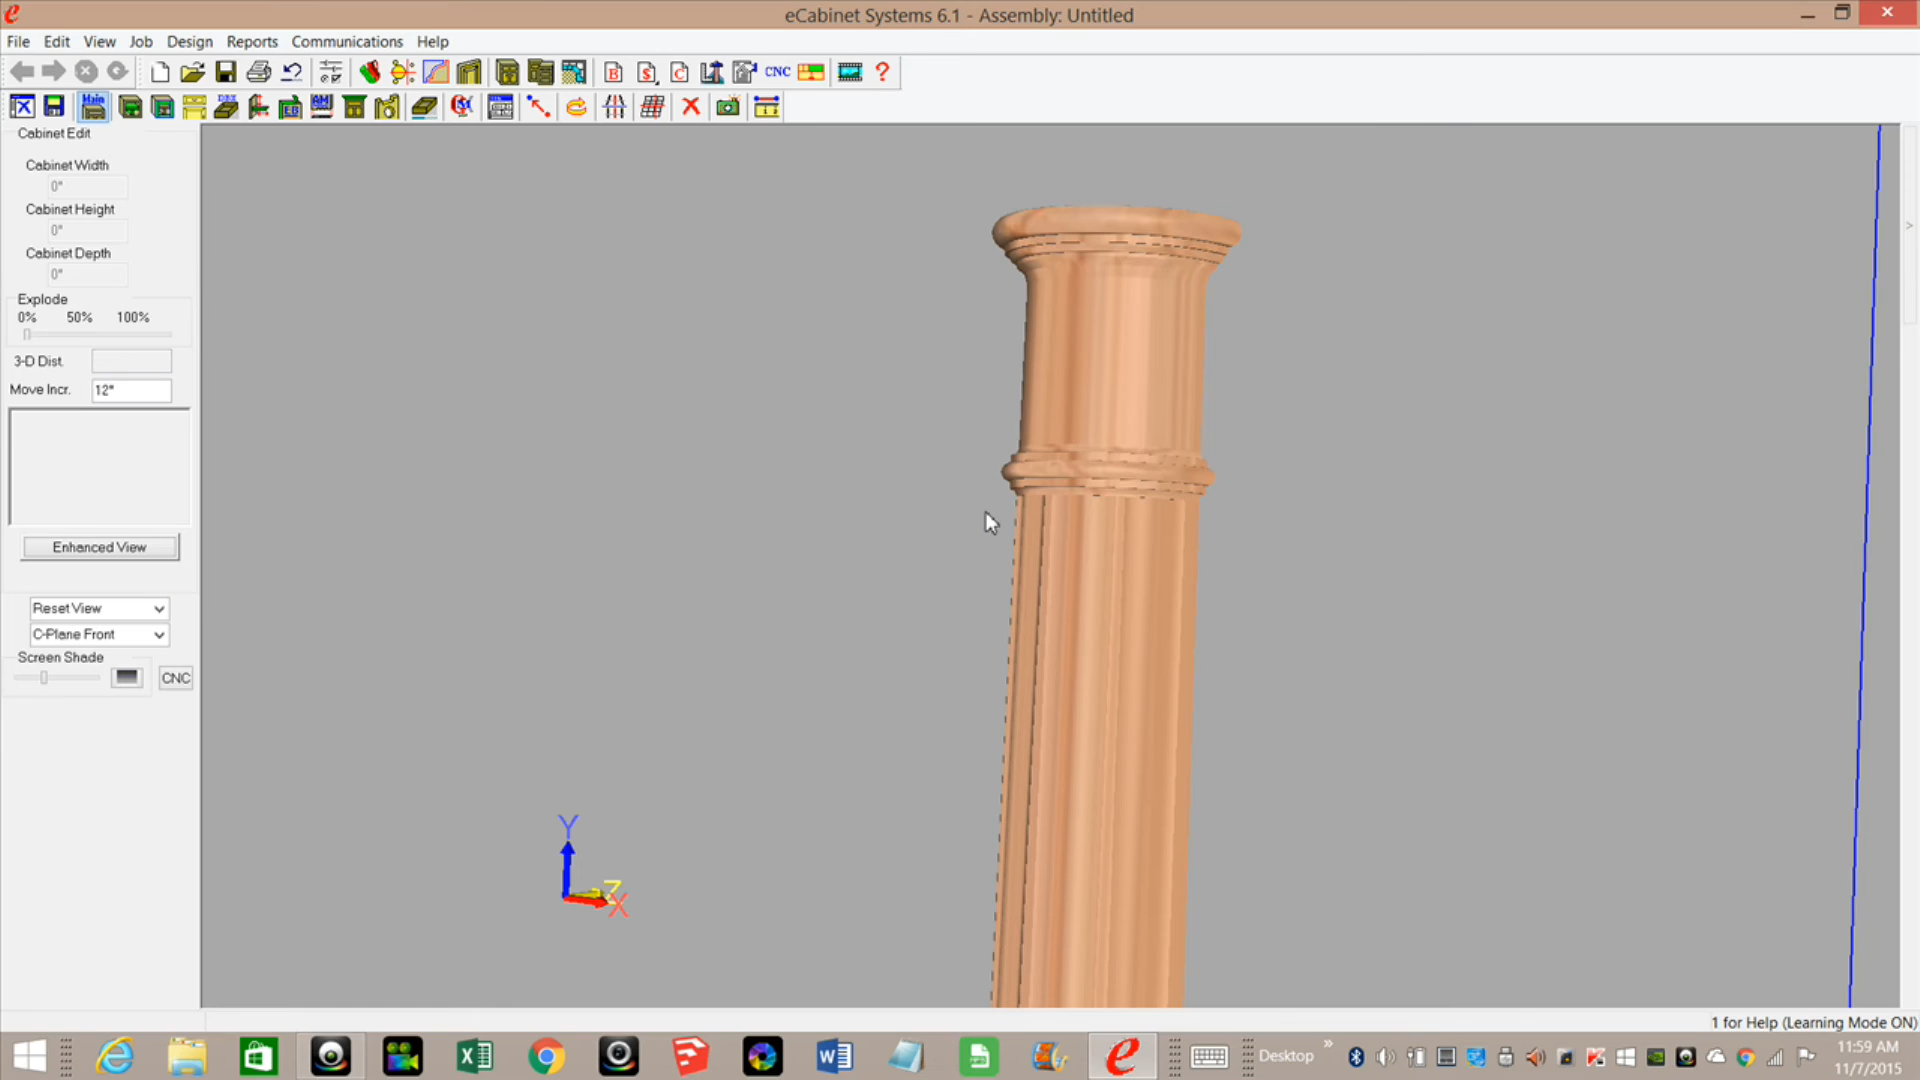 eCabinet Systems 6.1 - Assembly: Untitled
File Edit View Job Design Reports Communications Help
B $ C CNC ?
Main DBX EB
Cabinet Edit
Cabinet Width
0"
Cabinet Height
0"
Cabinet Depth
0"
Explode
0% 50% 100%
3-D Dist.
Move Incr. 12"
Enhanced View
Reset View
C-Plane Front
Screen Shade
CNC
Y
Z
X
1 for Help (Learning Mode ON)
Desktop
11:59 AM
11/7/2015